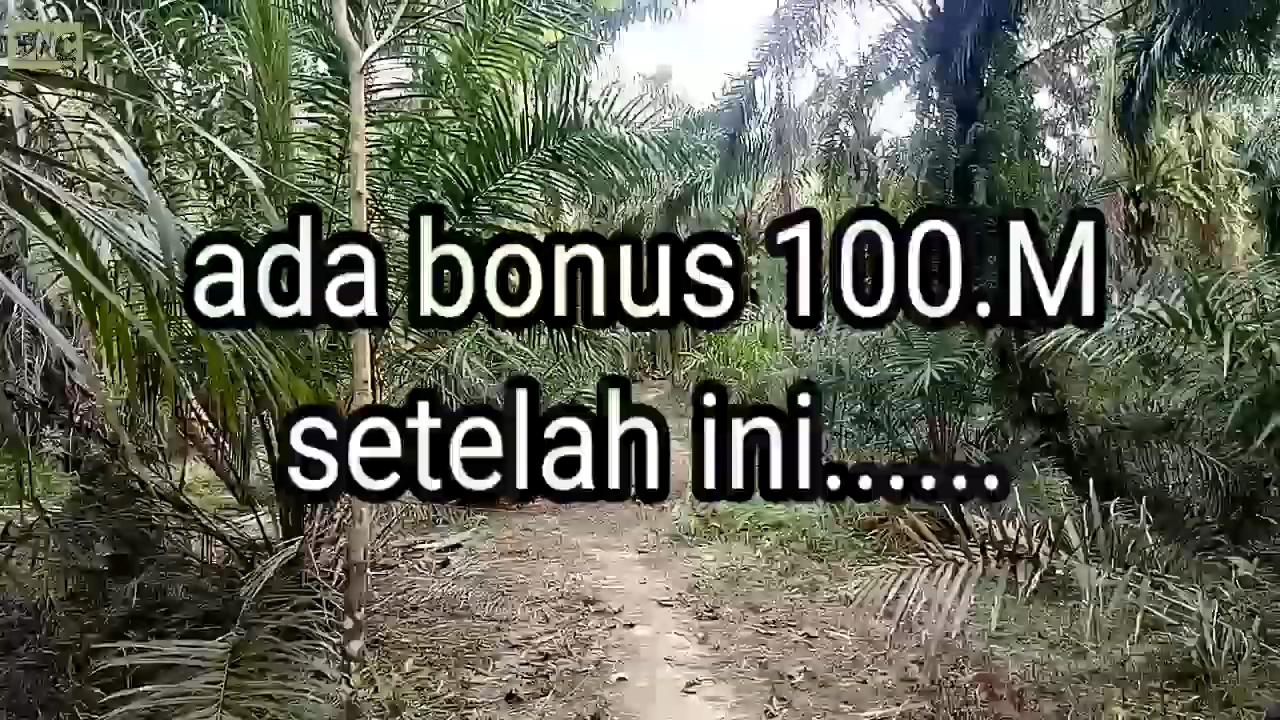 ada bonus 100.M
setelah ini......